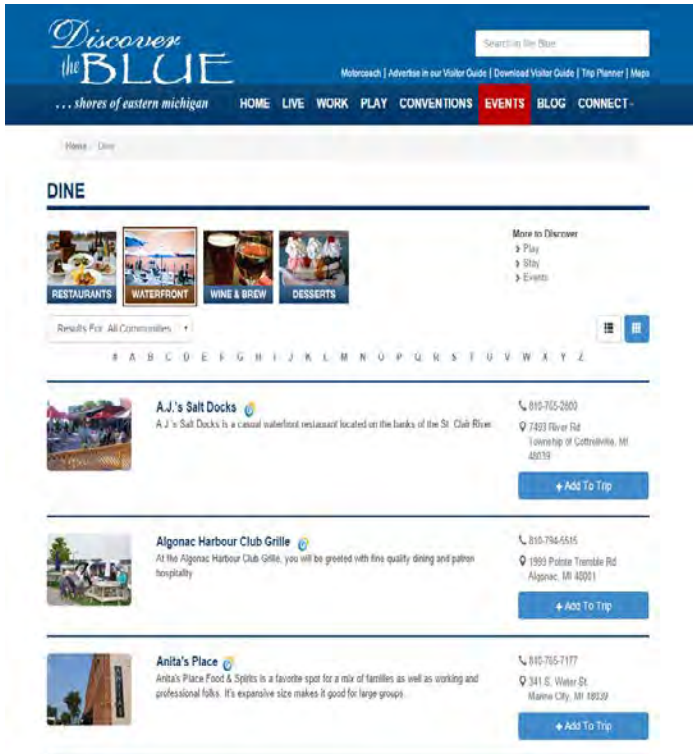 Discover
the BLUE
... shores of eastern michigan
Search in the Blue
Motorcoach | Advertise in our Visitor Guide | Download Visitor Guide | Trip Planner | Maps
HOME LIVE WORK PLAY CONVENTIONS EVENTS BLOG CONNECT
Home Dine
DINE
RESTAURANTS WATERFRONT WINE & BREW DESSERTS
More to Discover
Play
Stay
Events
Results For: All Communities
# A B C D E F G H I J K L M N O P Q R S T U V W X Y Z
A.J.'s Salt Docks
A.J.'s Salt Docks is a casual waterfront restaurant located on the banks of the St. Clair River.
810-765-2800
7493 River Rd
Township of Cottrellville, MI
48039
+ Add To Trip
Algonac Harbour Club Grille
At the Algonac Harbour Club Grille, you will be greeted with fine quality dining and patron
hospitality
810-794-5515
1993 Pointe Tremble Rd
Algonac, MI 48001
+ Add To Trip
Anita's Place
Anita's Place Food & Spirits is a favorite spot for a mix of families as well as working and
professional folks. It's expansive size makes it good for large groups.
810-765-7177
341 S. Water St.
Marine City, MI 48039
+ Add To Trip